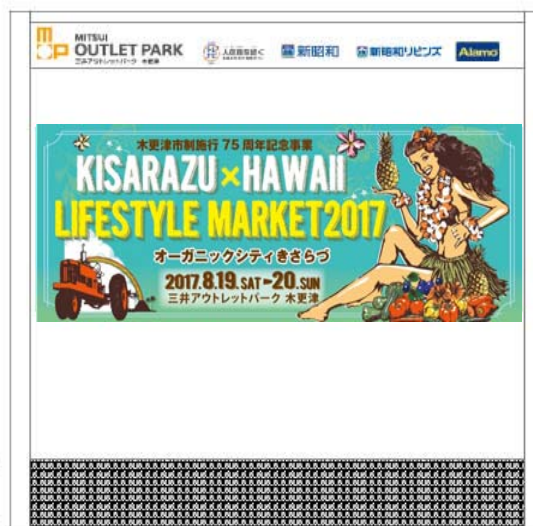 MITSUI
OUTLET PARK
三井アウトレットパーク 木更津
新昭和
新昭和リビンズ
Alamo
木更津市制施行 75 周年記念事業
KISARAZU × HAWAII
LIFESTYLE MARKET2017
オーガニックシティきさらづ
2017.8.19.SAT ▸ 20.SUN
三井アウトレットパーク 木更津